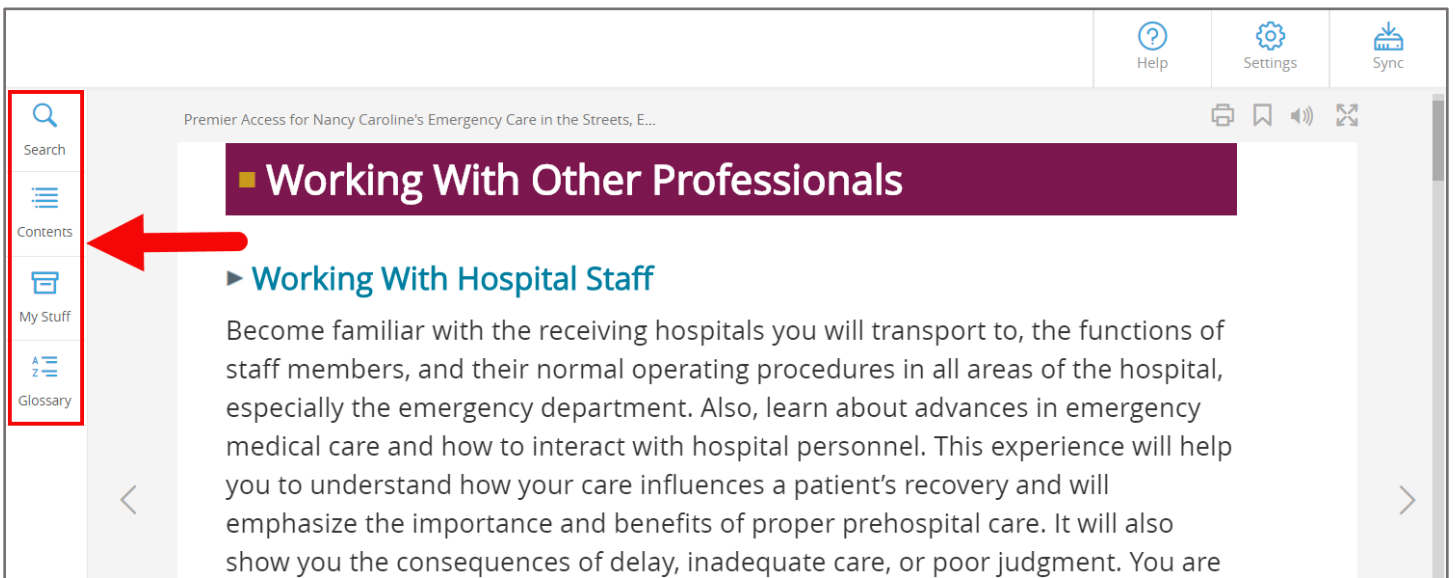 Help
Settings
Sync
Search
Contents
My Stuff
A
Z
Glossary
Premier Access for Nancy Caroline's Emergency Care in the Streets, E...
Working With Other Professionals
Working With Hospital Staff
Become familiar with the receiving hospitals you will transport to, the functions of
staff members, and their normal operating procedures in all areas of the hospital,
especially the emergency department. Also, learn about advances in emergency
medical care and how to interact with hospital personnel. This experience will help
you to understand how your care influences a patient’s recovery and will
emphasize the importance and benefits of proper prehospital care. It will also
show you the consequences of delay, inadequate care, or poor judgment. You are